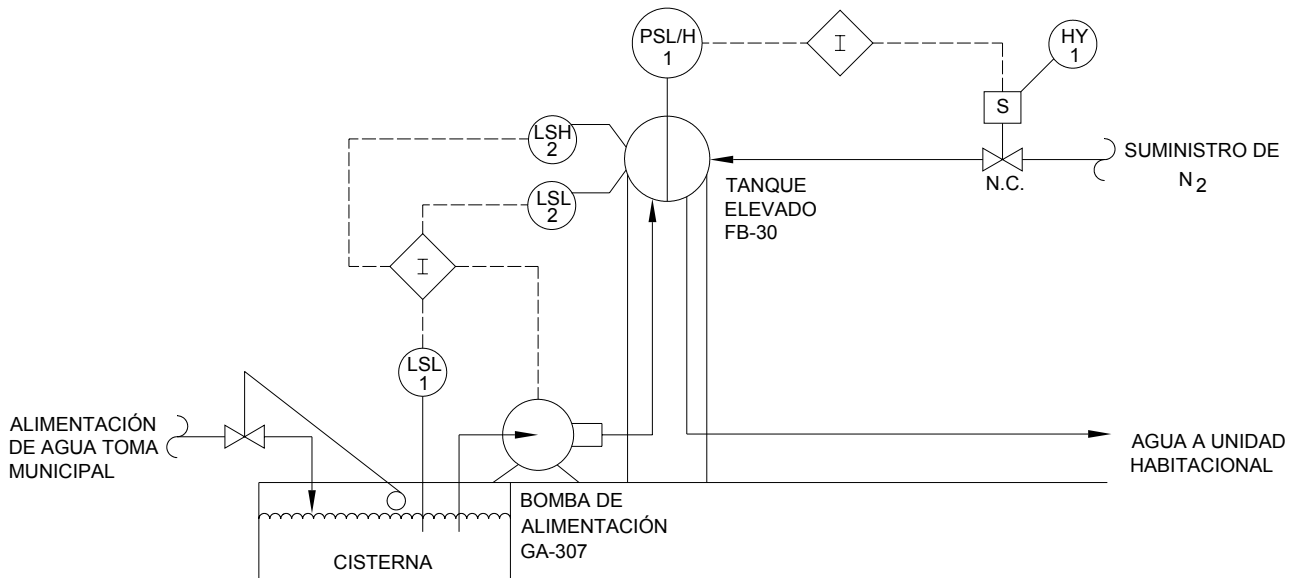 PSL/H
1
I
HY
1
S
LSH
2
LSL
2
N.C.
SUMINISTRO DE
N2
TANQUE
ELEVADO
FB-30
I
LSL
1
ALIMENTACIÓN
DE AGUA TOMA
MUNICIPAL
AGUA A UNIDAD
HABITACIONAL
BOMBA DE
ALIMENTACIÓN
GA-307
CISTERNA